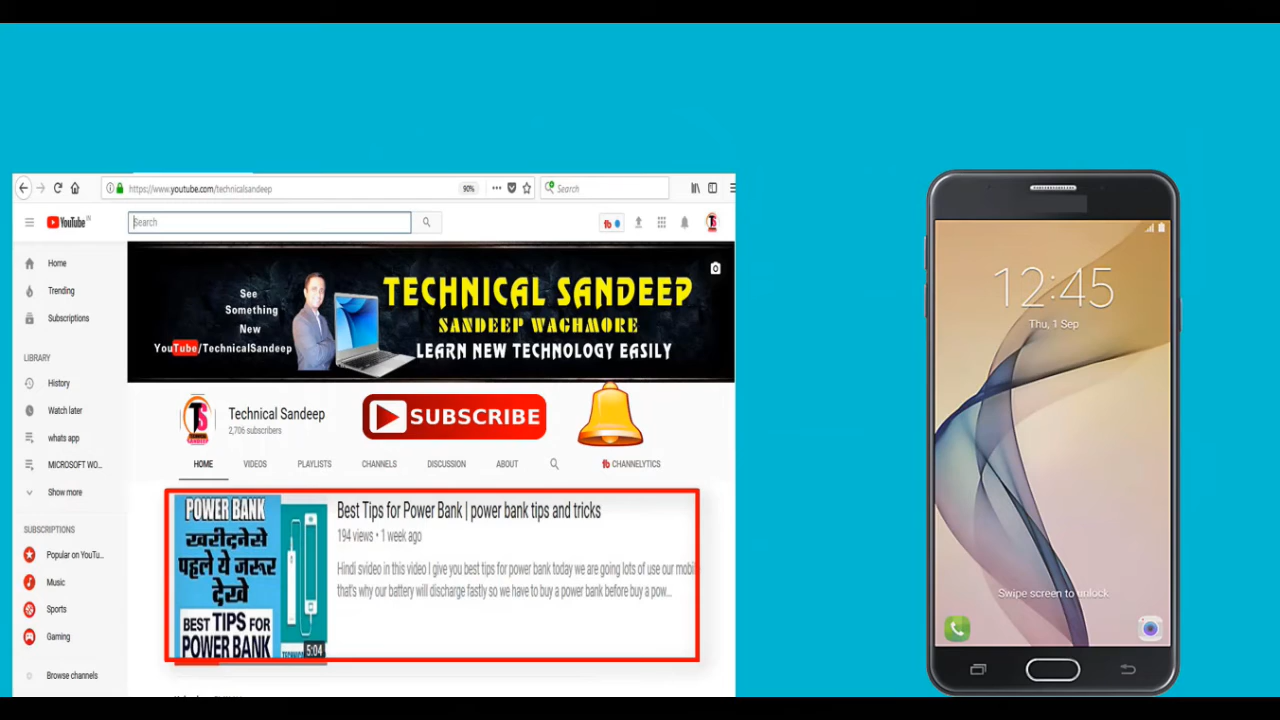 https://www.youtube.com/technicalsandeep
90%
Search
YouTube IN
Search
Home
Trending
Subscriptions
LIBRARY
History
Watch later
whats app
MICROSOFT WO...
Show more
SUBSCRIPTIONS
Popular on YouTu...
Music
Sports
Gaming
Browse channels
See
Something
New
YouTube/TechnicalSandeep
TECHNICAL SANDEEP
SANDEEP WAGHMORE
LEARN NEW TECHNOLOGY EASILY
TS
Technical Sandeep
2,706 subscribers
SUBSCRIBE
HOME VIDEOS PLAYLISTS CHANNELS DISCUSSION ABOUT CHANNELYTICS
POWER BANK
खरीदनेसे
पहले ये जरूर
देखे
BEST TIPS FOR
POWER BANK
5:04
Best Tips for Power Bank | power bank tips and tricks
194 views • 1 week ago
Hindi svideo in this video I give you best tips for power bank today we are going lots of use our mobi
that's why our battery will discharge fastly so we have to buy a power bank before buy a pow...
12:45
Thu, 1 Sep
Swipe screen to unlock